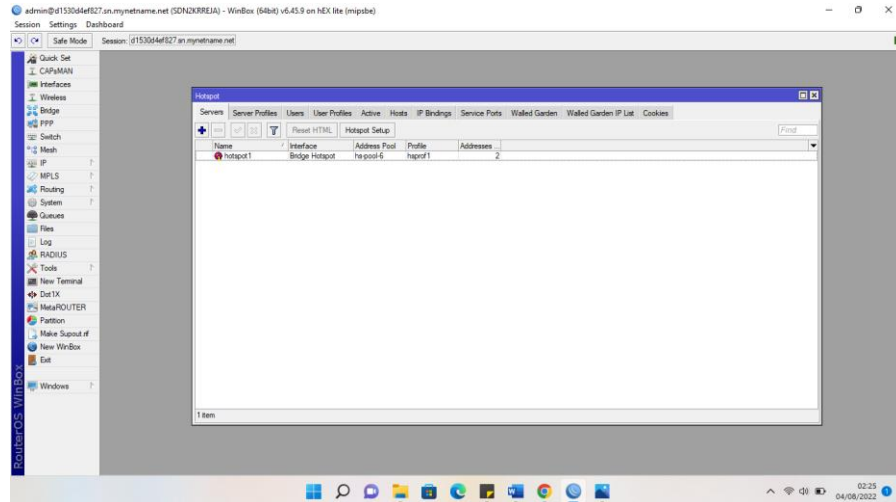 admin@d1530d4ef827.sn.mynetname.net (SDN2KRREJA) - WinBox (64bit) v6.45.9 on hEX lite (mipsbe)
Session Settings Dashboard
Safe Mode Session: d1530d4ef827.sn.mynetname.net
Quick Set
CAPsMAN
Interfaces
Wireless
Bridge
PPP
Switch
Mesh
IP
MPLS
Routing
System
Queues
Files
Log
RADIUS
Tools
New Terminal
Dot1X
MetaROUTER
Partition
Make Supout.rif
New WinBox
Exit
Windows
RouterOS WinBox
Hotspot
Servers Server Profiles Users User Profiles Active Hosts IP Bindings Service Ports Walled Garden Walled Garden IP List Cookies
Reset HTML Hotspot Setup Find
Name Interface Address Pool Profile Addresses ...
hotspot1 Bridge Hotspot hs-pool-6 hsprof1 2
1 item
02:25
04/08/2022
1